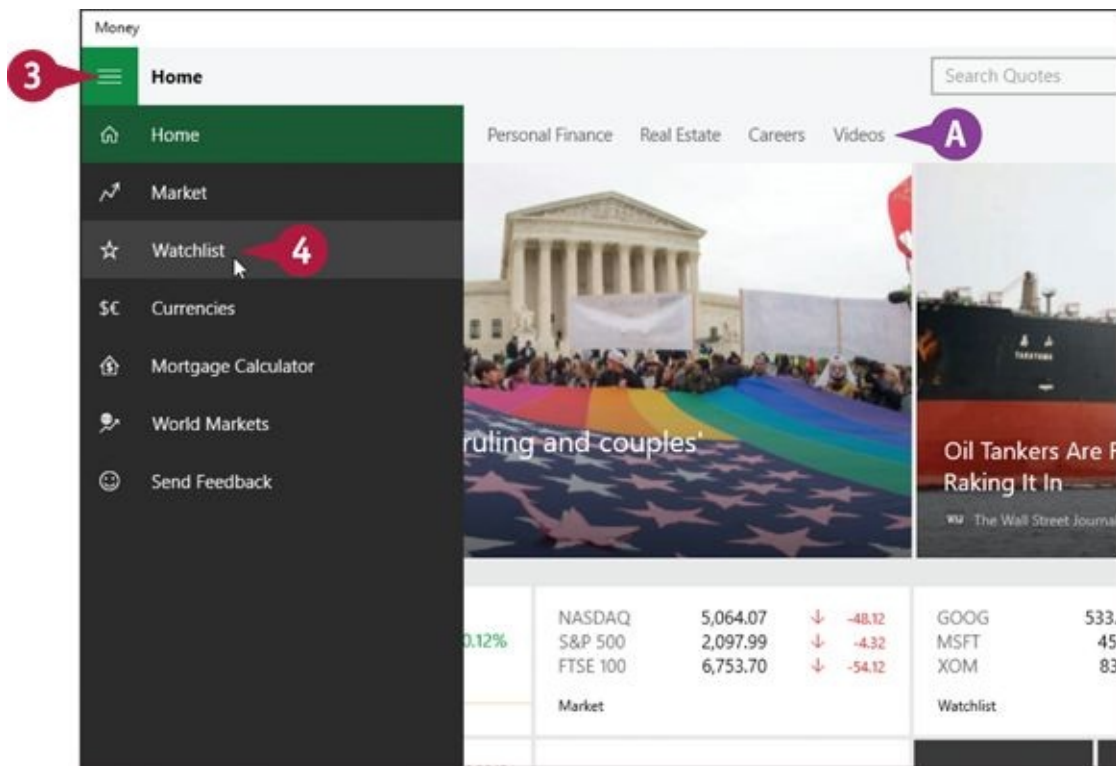 Money
3
Home
Search Quotes
Home
Personal Finance Real Estate Careers Videos
A
Market
Watchlist
4
$€ Currencies
Mortgage Calculator
World Markets
Send Feedback
ruling and couples'
Oil Tankers Are F
Raking It In
WSJ The Wall Street Journa
0.12%
NASDAQ 5,064.07 ↓ -48.12
S&P 500 2,097.99 ↓ -4.32
FTSE 100 6,753.70 ↓ -54.12
Market
GOOG 533.
MSFT 45
XOM 83
Watchlist